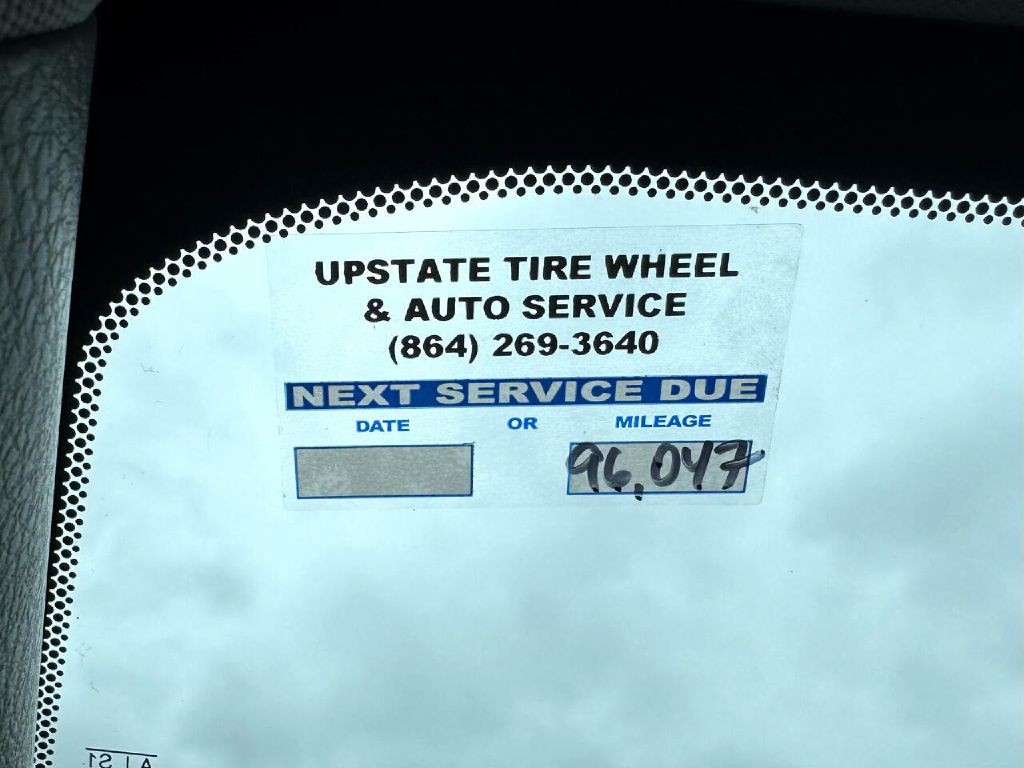 UPSTATE TIRE WHEEL
& AUTO SERVICE
(864) 269-3640
NEXT SERVICE DUE
DATE OR MILEAGE
96,047